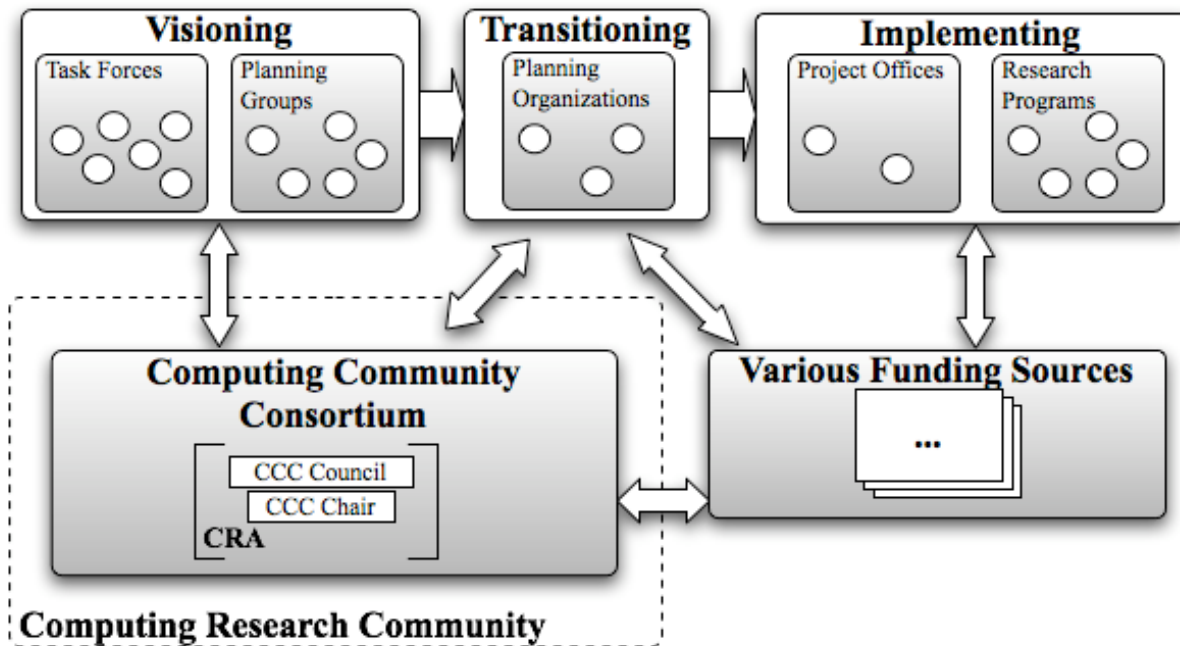 Visioning
Task Forces
Planning
Groups
Transitioning
Planning
Organizations
Implementing
Project Offices
Research
Programs
Computing Community
Consortium
CCC Council
CCC Chair
CRA
Various Funding Sources
...
Computing Research Community